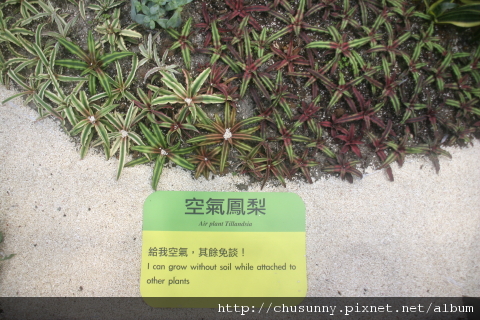 空氣鳳梨
Air plant Tillandsia
給我空氣，其餘免談！
I can grow without soil while attached to
other plants
http://chusunny.pixnet.net/album